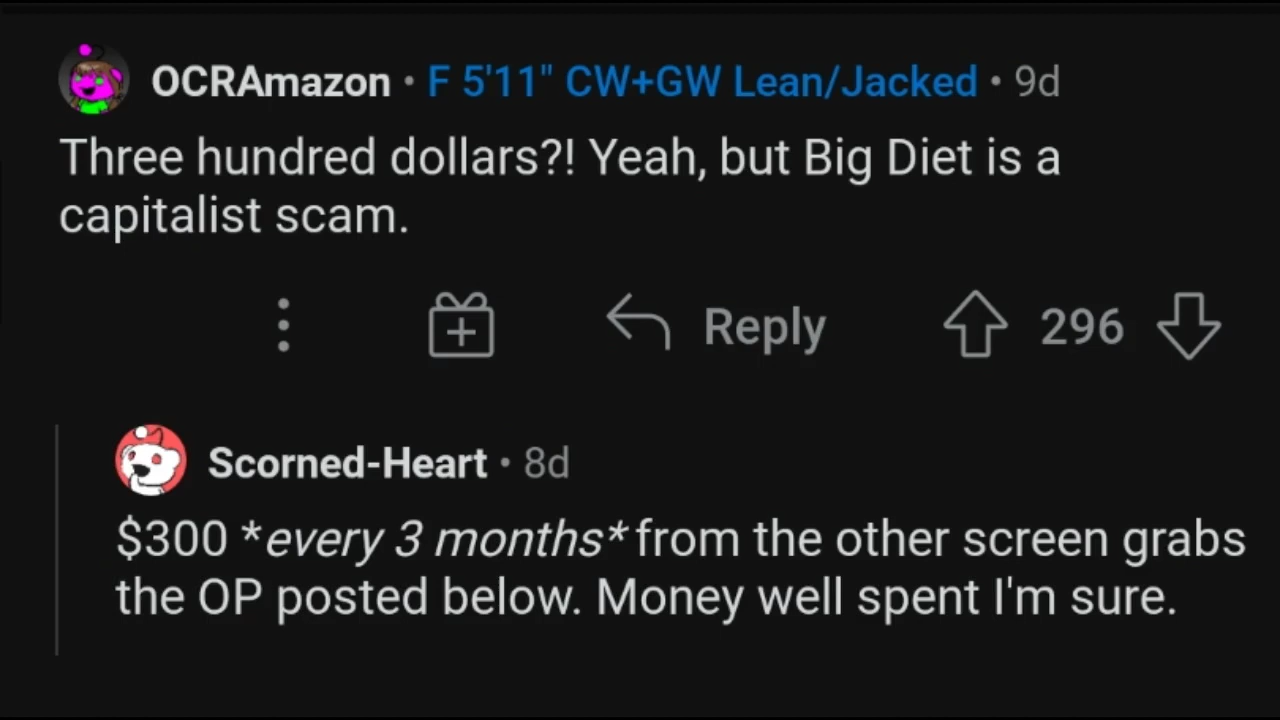 OCRAmazon • F 5'11" CW+GW Lean/Jacked • 9d
Three hundred dollars?! Yeah, but Big Diet is a
capitalist scam.
Reply 296
Scorned-Heart • 8d
$300 *every 3 months* from the other screen grabs
the OP posted below. Money well spent I'm sure.